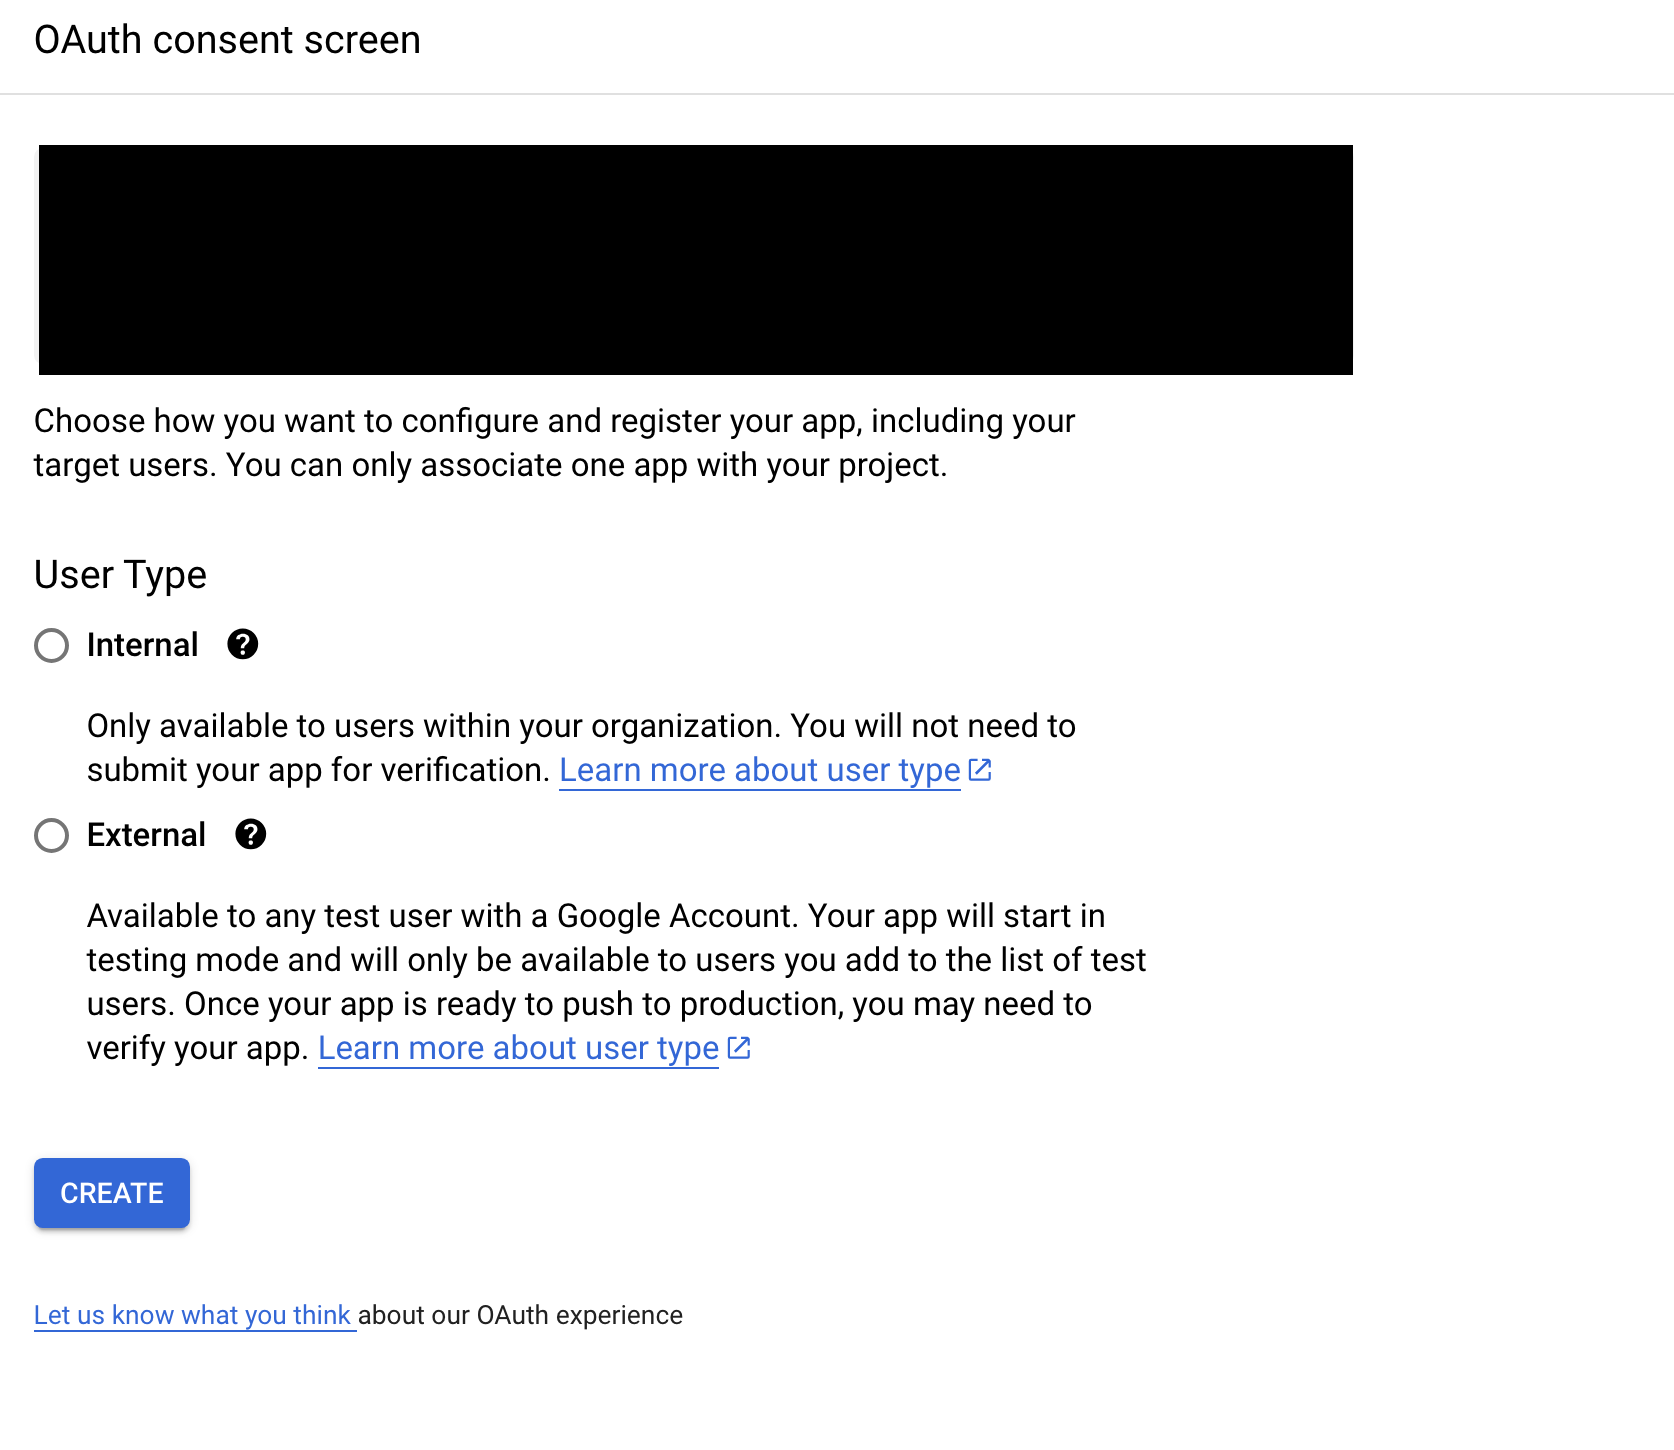 OAuth consent screen
Choose how you want to configure and register your app, including your
target users. You can only associate one app with your project.
User Type
Internal
Only available to users within your organization. You will not need to
submit your app for verification. Learn more about user type
External
Available to any test user with a Google Account. Your app will start in
testing mode and will only be available to users you add to the list of test
users. Once your app is ready to push to production, you may need to
verify your app. Learn more about user type
CREATE
Let us know what you think about our OAuth experience